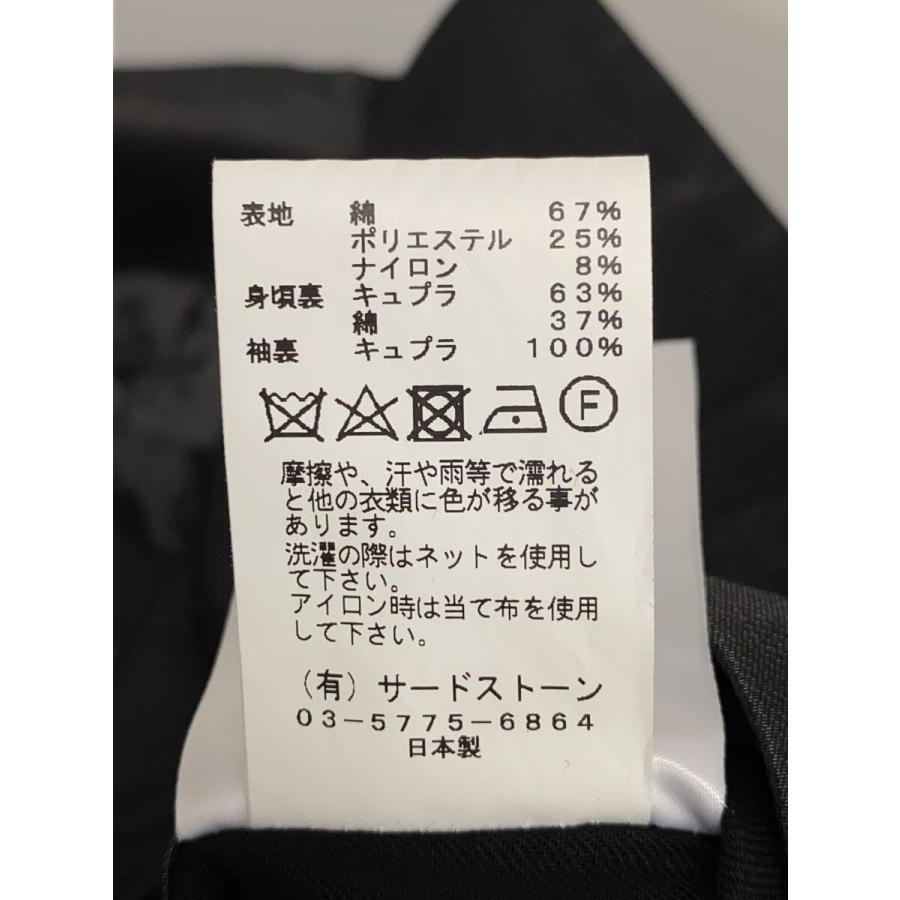 表地 綿 67%
ポリエステル 25%
ナイロン 8%
身頃裏 キュプラ 63%
綿 37%
袖裏 キュプラ 100%
F
摩擦や、汗や雨等で濡れる
と他の衣類に色が移る事が
あります。
洗濯の際はネットを使用し
て下さい。
アイロン時は当て布を使用
して下さい。
(有)サードストーン
03-5775-6864
日本製